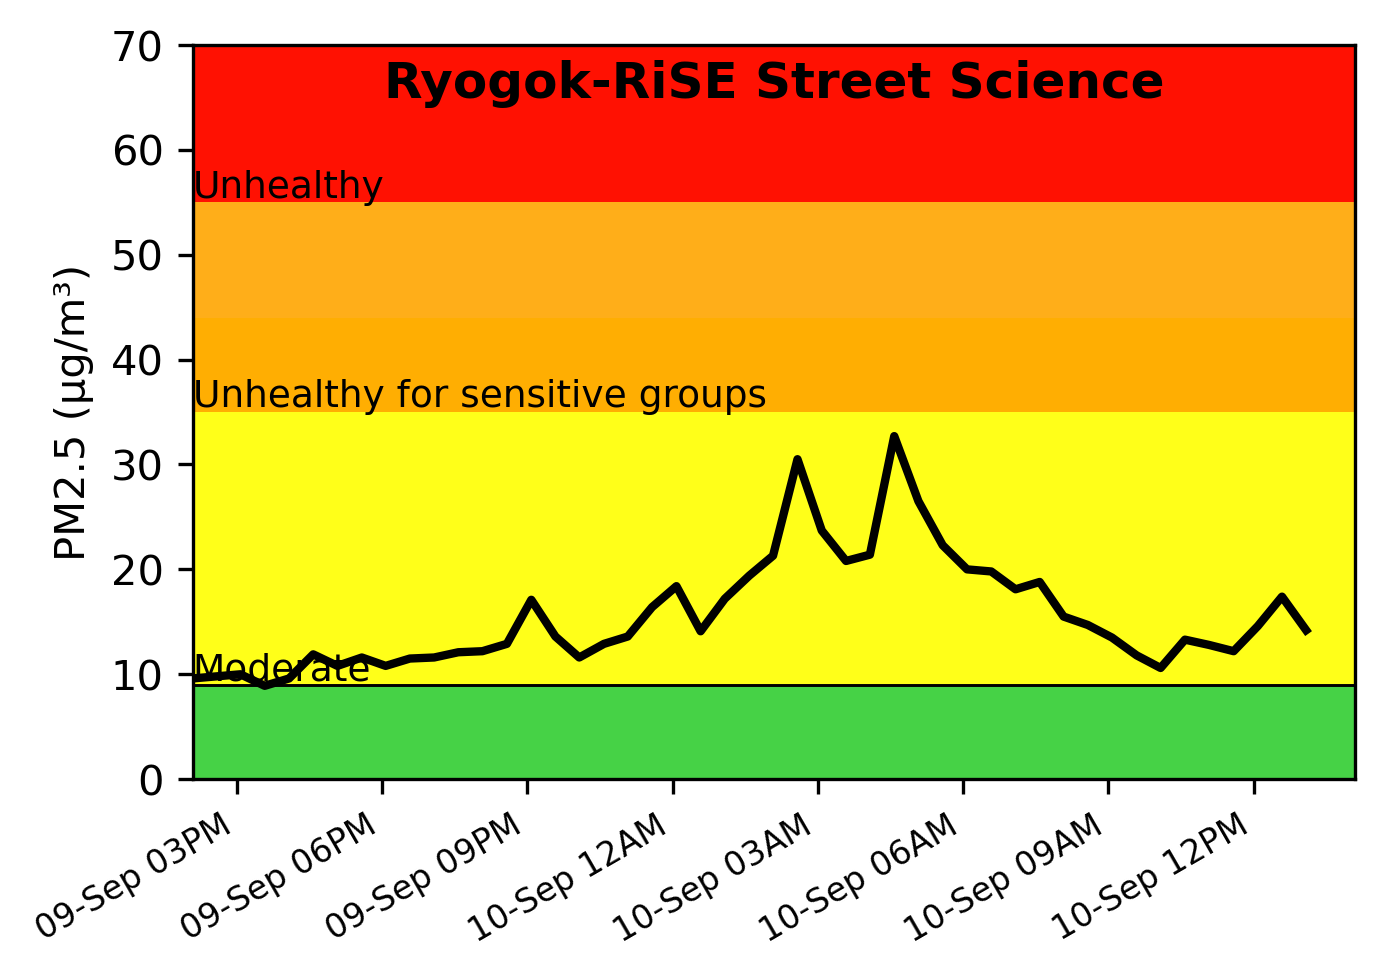 Ryogok-RiSE Street Science
PM2.5 (µg/m³)
70
60
50
40
30
20
10
0
Unhealthy
Unhealthy for sensitive groups
Moderate
09-Sep 03PM
09-Sep 06PM
09-Sep 09PM
10-Sep 12AM
10-Sep 03AM
10-Sep 06AM
10-Sep 09AM
10-Sep 12PM